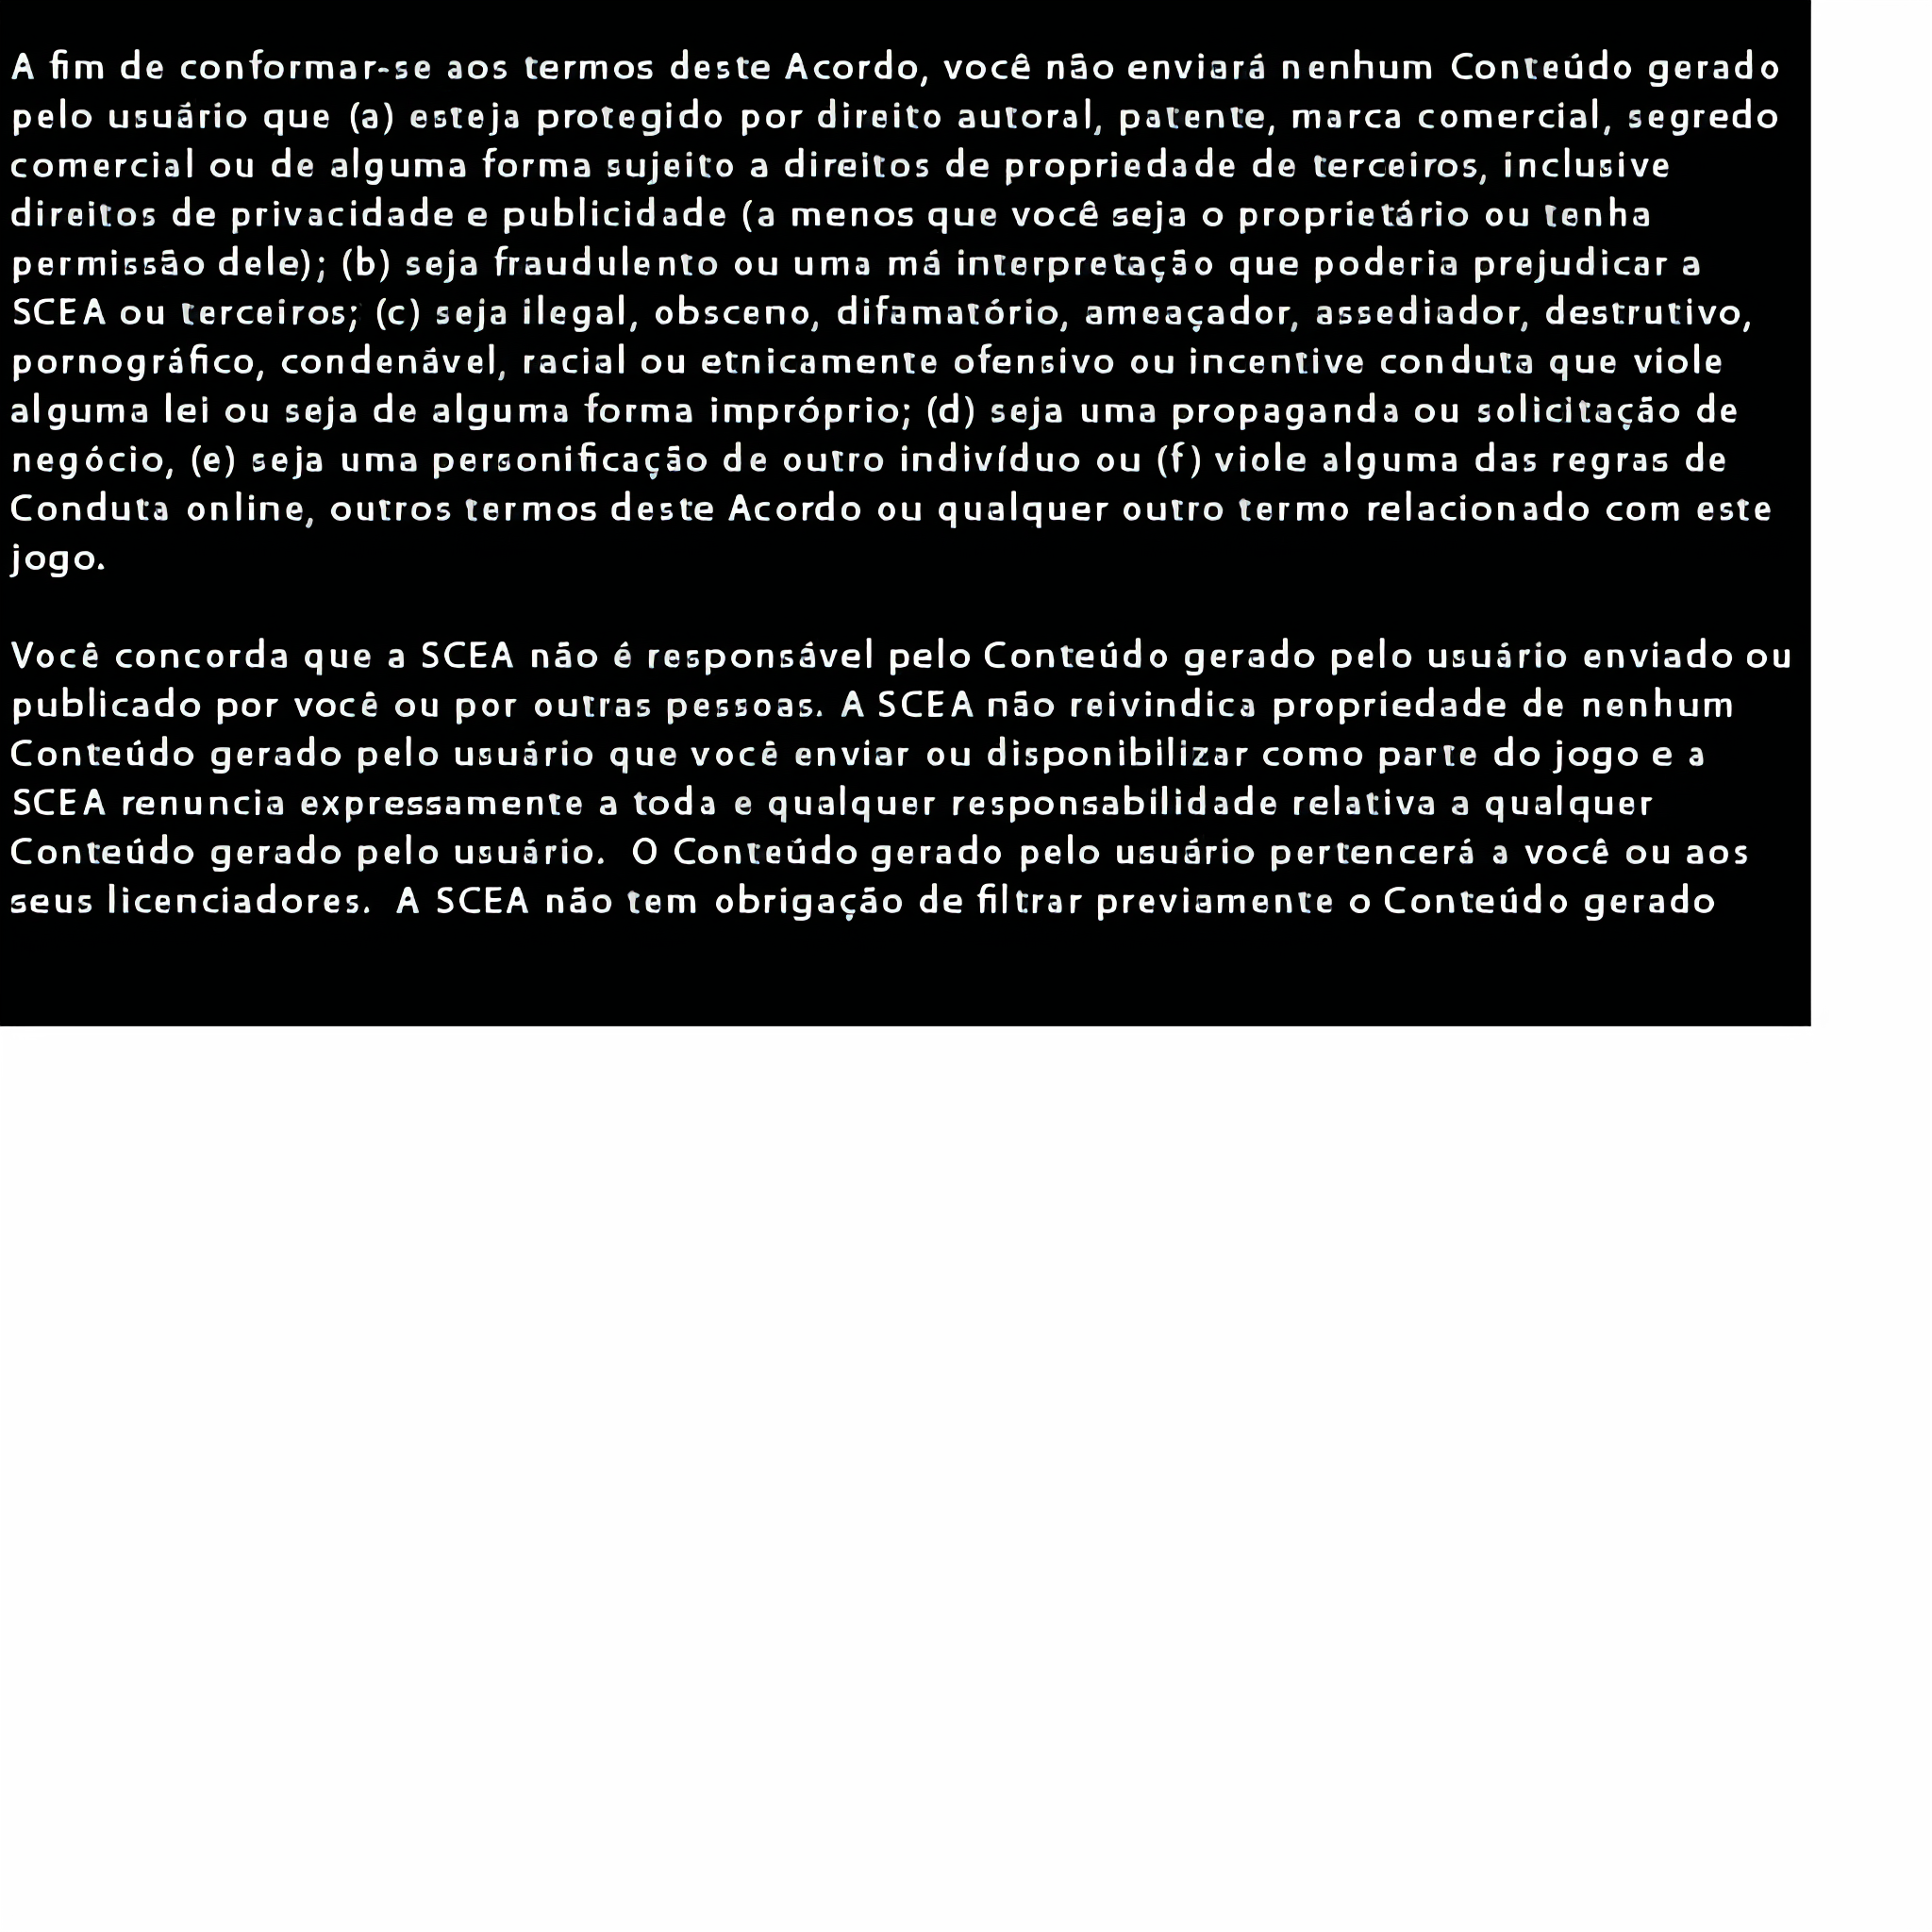 A fim de conformar-se aos termos deste Acordo, você não enviará nenhum Conteúdo gerado
pelo usuário que (a) esteja protegido por direito autoral, patente, marca comercial, segredo
comercial ou de alguma forma sujeito a direitos de propriedade de terceiros, inclusive
direitos de privacidade e publicidade (a menos que você seja o proprietário ou tenha
permissão dele); (b) seja fraudulento ou uma má interpretação que poderia prejudicar a
SCEA ou terceiros; (c) seja ilegal, obsceno, difamatório, ameaçador, assediador, destrutivo,
pornográfico, condenável, racial ou etnicamente ofensivo ou incentive conduta que viole
alguma lei ou seja de alguma forma impróprio; (d) seja uma propaganda ou solicitação de
negócio, (e) seja uma personificação de outro indivíduo ou (f) viole alguma das regras de
Conduta online, outros termos deste Acordo ou qualquer outro termo relacionado com este
jogo.

Você concorda que a SCEA não é responsável pelo Conteúdo gerado pelo usuário enviado ou
publicado por você ou por outras pessoas. A SCEA não reivindica propriedade de nenhum
Conteúdo gerado pelo usuário que você enviar ou disponibilizar como parte do jogo e a
SCEA renuncia expressamente a toda e qualquer responsabilidade relativa a qualquer
Conteúdo gerado pelo usuário.  O Conteúdo gerado pelo usuário pertencerá a você ou aos
seus licenciadores.  A SCEA não tem obrigação de filtrar previamente o Conteúdo gerado